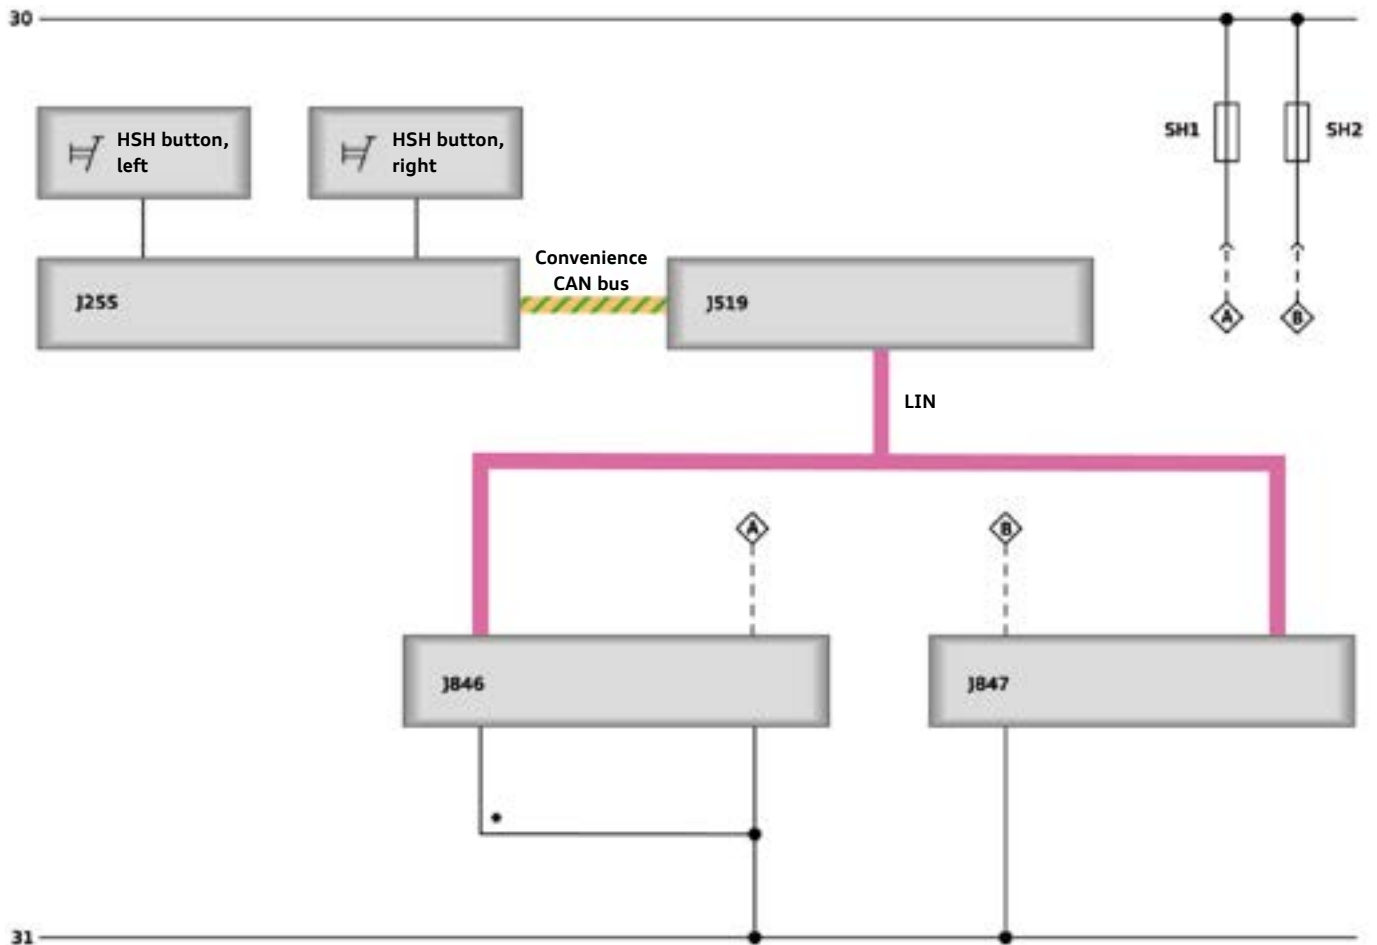 30
SH1
SH2
HSH button,
left
HSH button,
right
Convenience
CAN bus
J255
J519
A
B
LIN
A
B
J846
J847
31